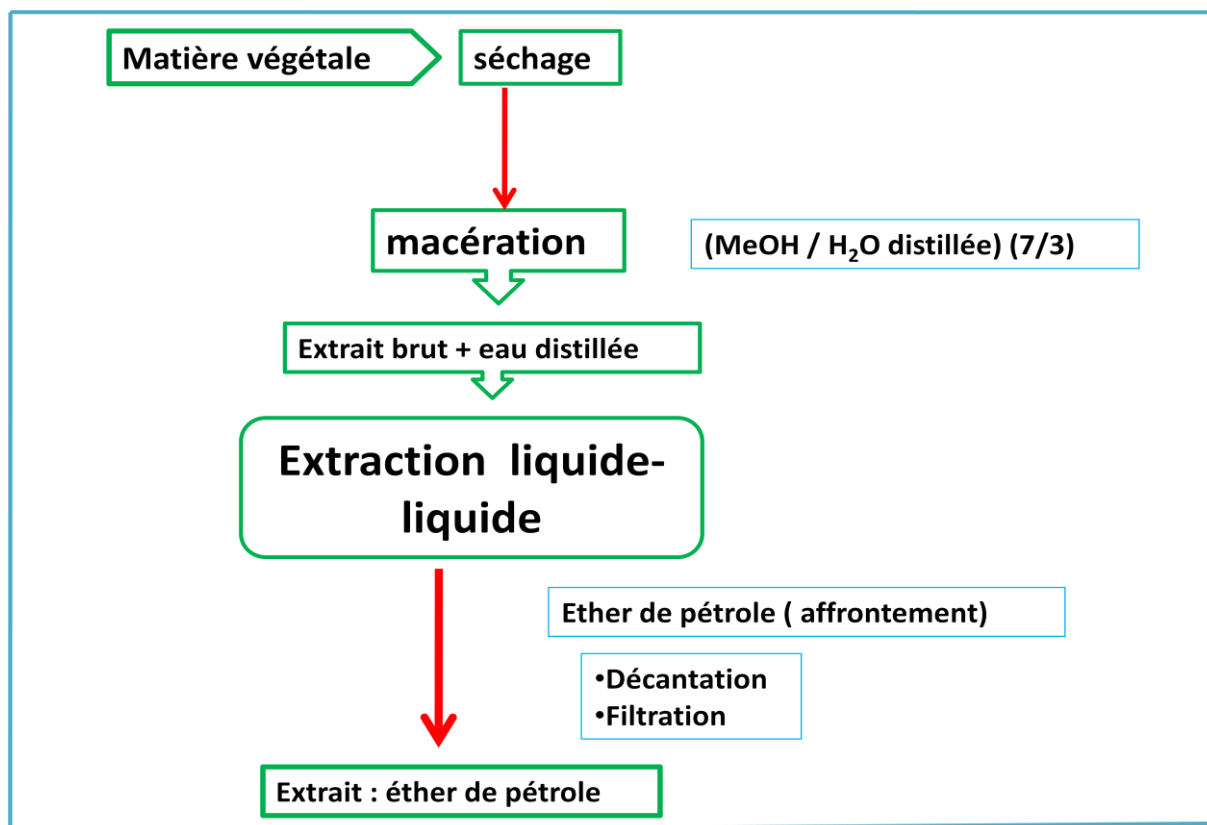 Matière végétale
séchage
macération
(MeOH / H₂O distillée) (7/3)
Extrait brut + eau distillée
Extraction liquide-
liquide
Ether de pétrole ( affrontement)
•Décantation
•Filtration
Extrait : éther de pétrole